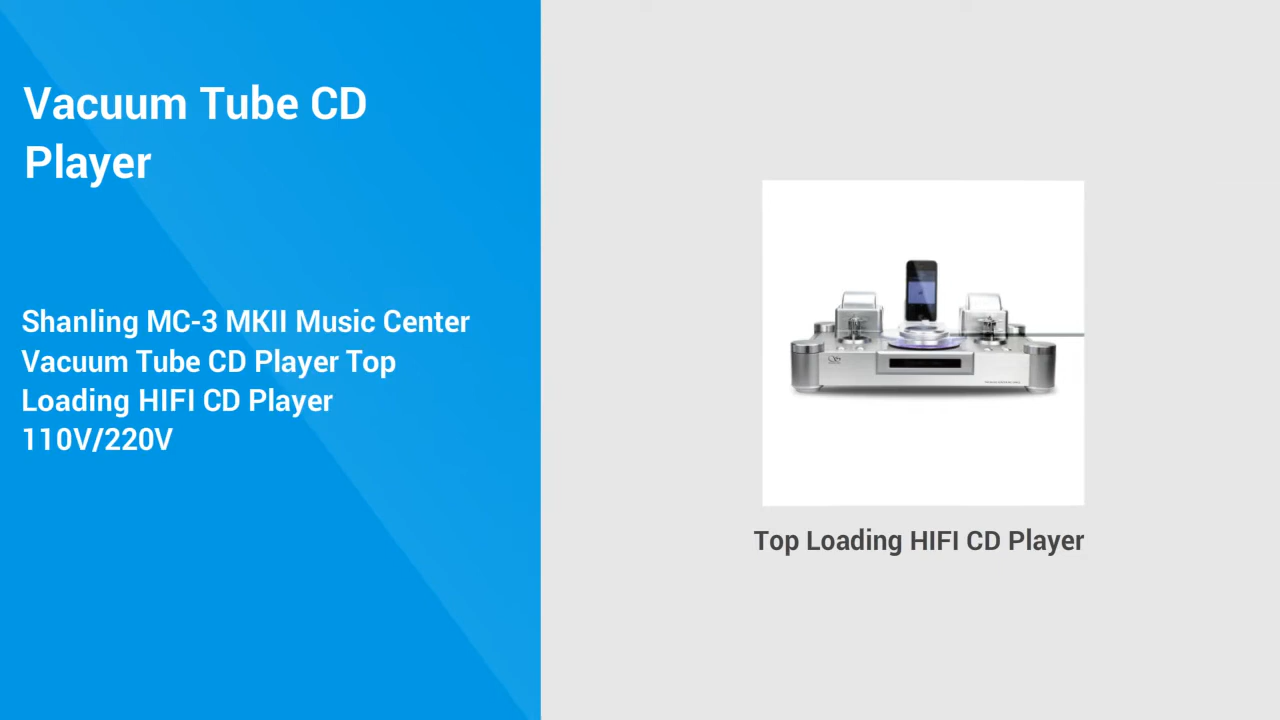 Vacuum Tube CD
Player
Shanling MC-3 MKII Music Center
Vacuum Tube CD Player Top
Loading HIFI CD Player
110V/220V
Top Loading HIFI CD Player